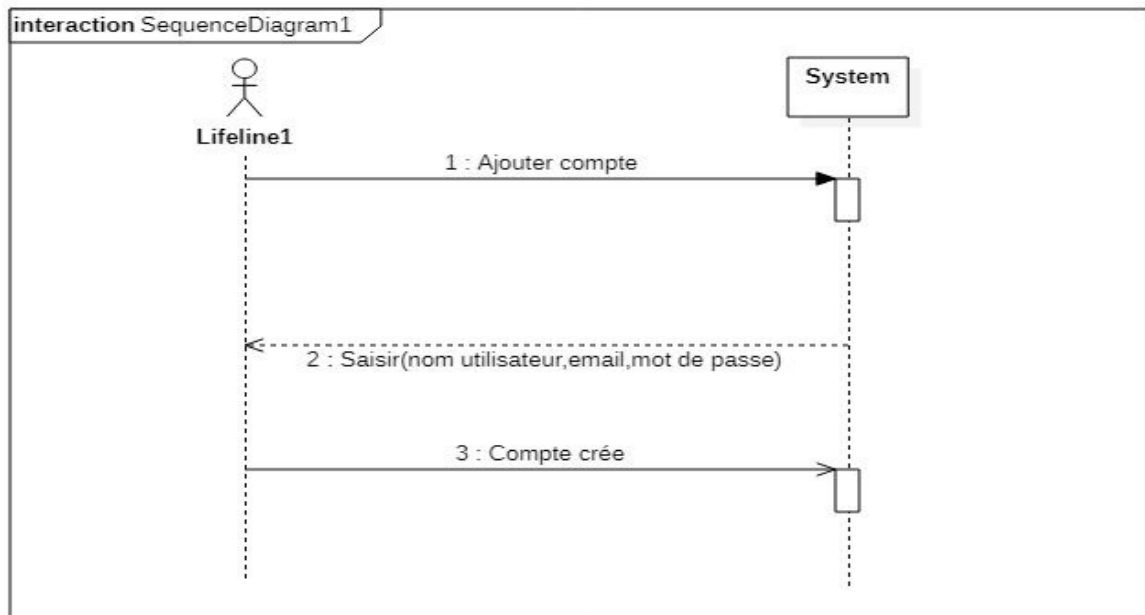 interaction SequenceDiagram1
System
Lifeline1
1 : Ajouter compte
2 : Saisir(nom utilisateur,email,mot de passe)
3 : Compte crée